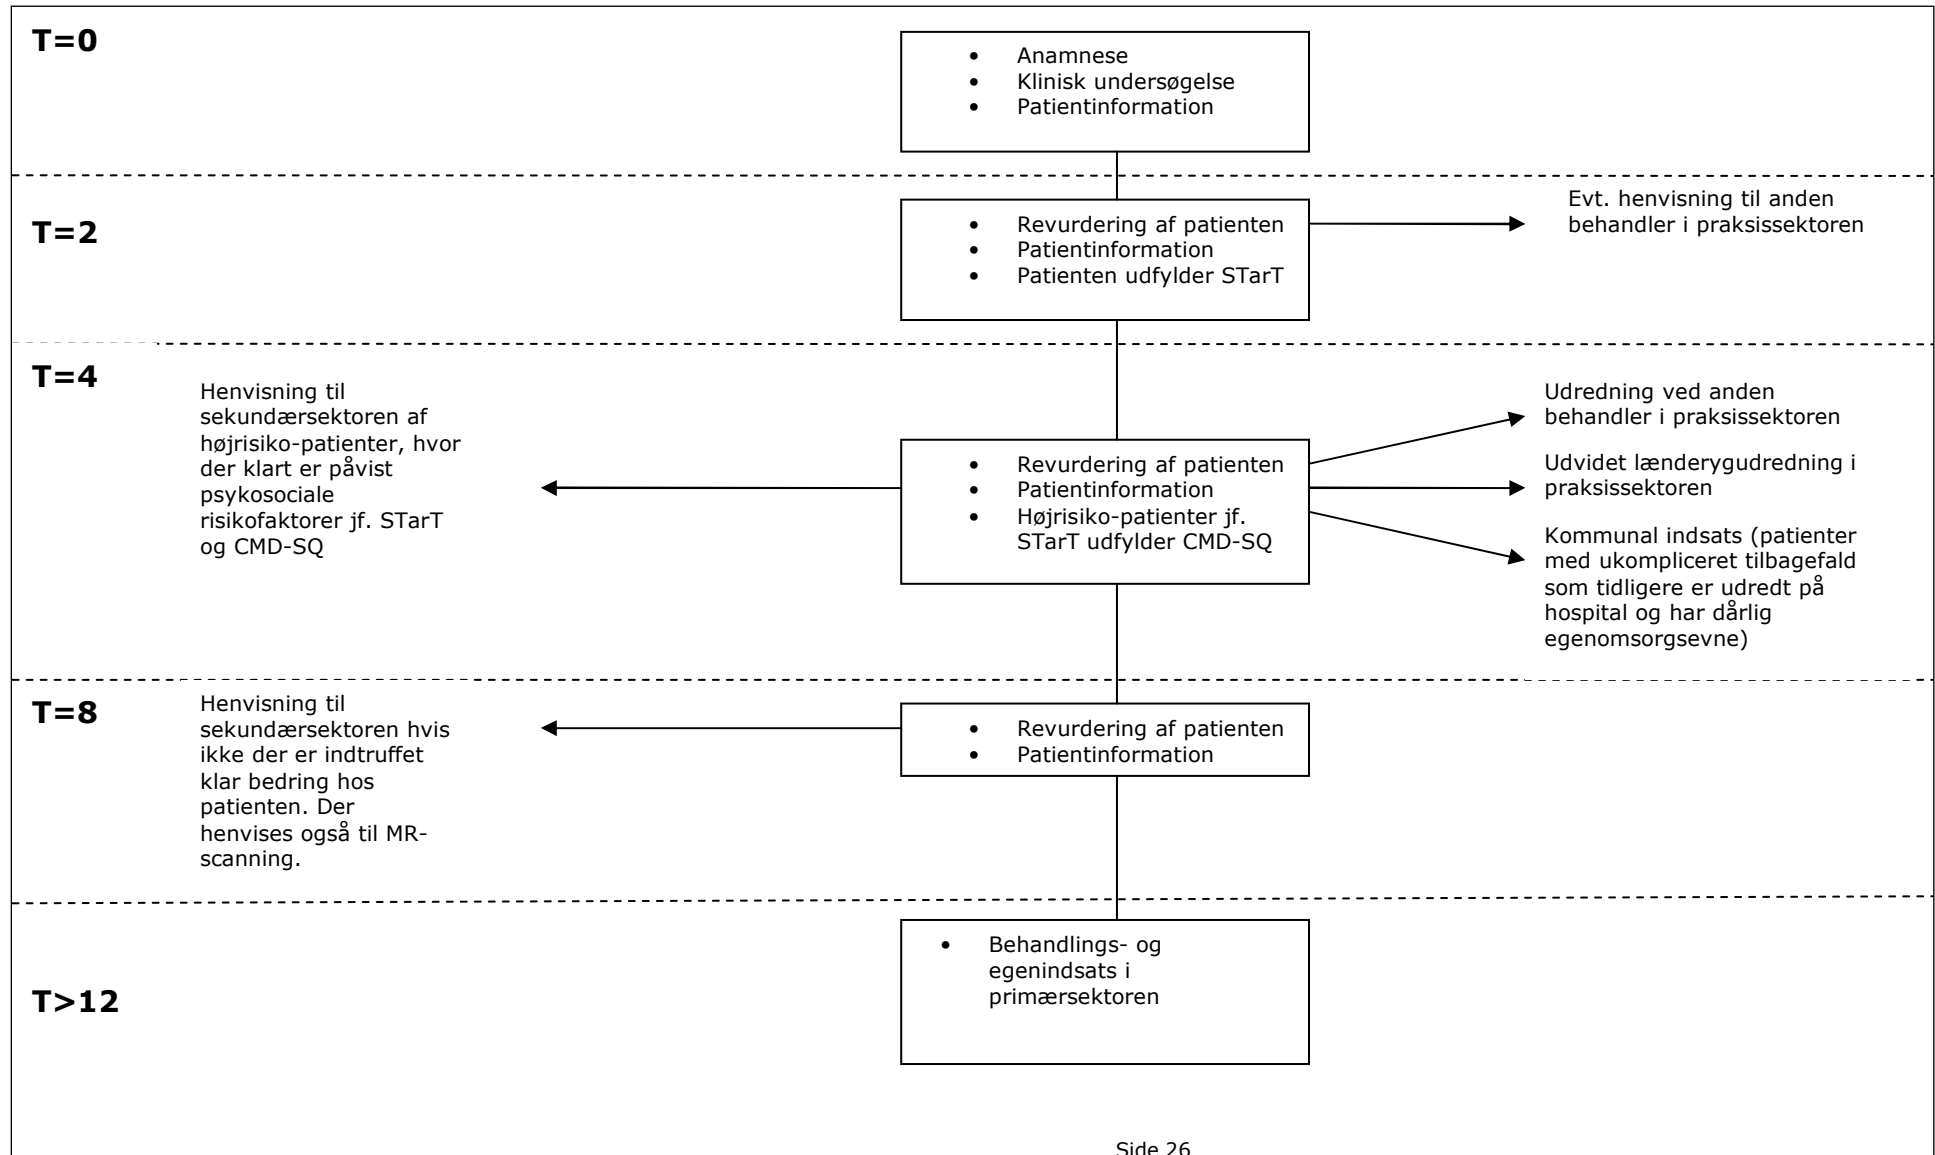 T=0
Anamnese
Klinisk undersøgelse
Patientinformation
T=2
Revurdering af patienten
Patientinformation
Patienten udfylder STarT
Evt. henvisning til anden
behandler i praksissektoren
T=4
Henvisning til
sekundærsektoren af
højrisiko-patienter, hvor
der klart er påvist
psykosociale
risikofaktorer jf. STarT
og CMD-SQ
Revurdering af patienten
Patientinformation
Højrisiko-patienter jf.
STarT udfylder CMD-SQ
Udredning ved anden
behandler i praksissektoren
Udvidet lænderygudredning i
praksissektoren
Kommunal indsats (patienter
med ukompliceret tilbagefald
som tidligere er udredt på
hospital og har dårlig
egenomsorgsevne)
T=8
Henvisning til
sekundærsektoren hvis
ikke der er indtruffet
klar bedring hos
patienten. Der
henvises også til MR-
scanning.
Revurdering af patienten
Patientinformation
T>12
Behandlings- og
egenindsats i
primærsektoren
Side 26